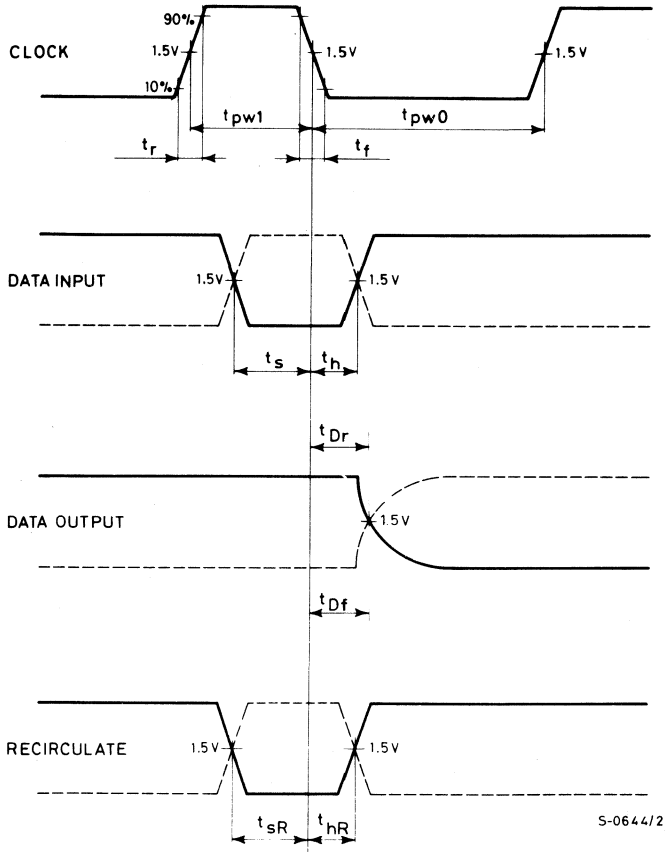 90%
CLOCK
1.5V
1.5V
1.5V
10%
tpw1
tpw0
tr
tf
DATA INPUT
1.5V
1.5V
ts
th
tDr
DATA OUTPUT
1.5V
tDf
RECIRCULATE
1.5V
1.5V
tsR
thR
S-0644/2